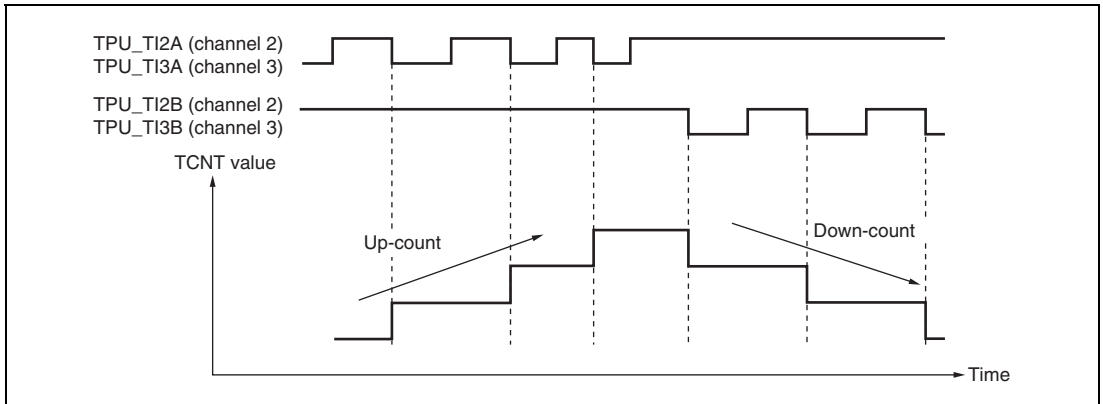 TPU_TI2A (channel 2)
TPU_TI3A (channel 3)
TPU_TI2B (channel 2)
TPU_TI3B (channel 3)
TCNT value
Up-count
Down-count
Time